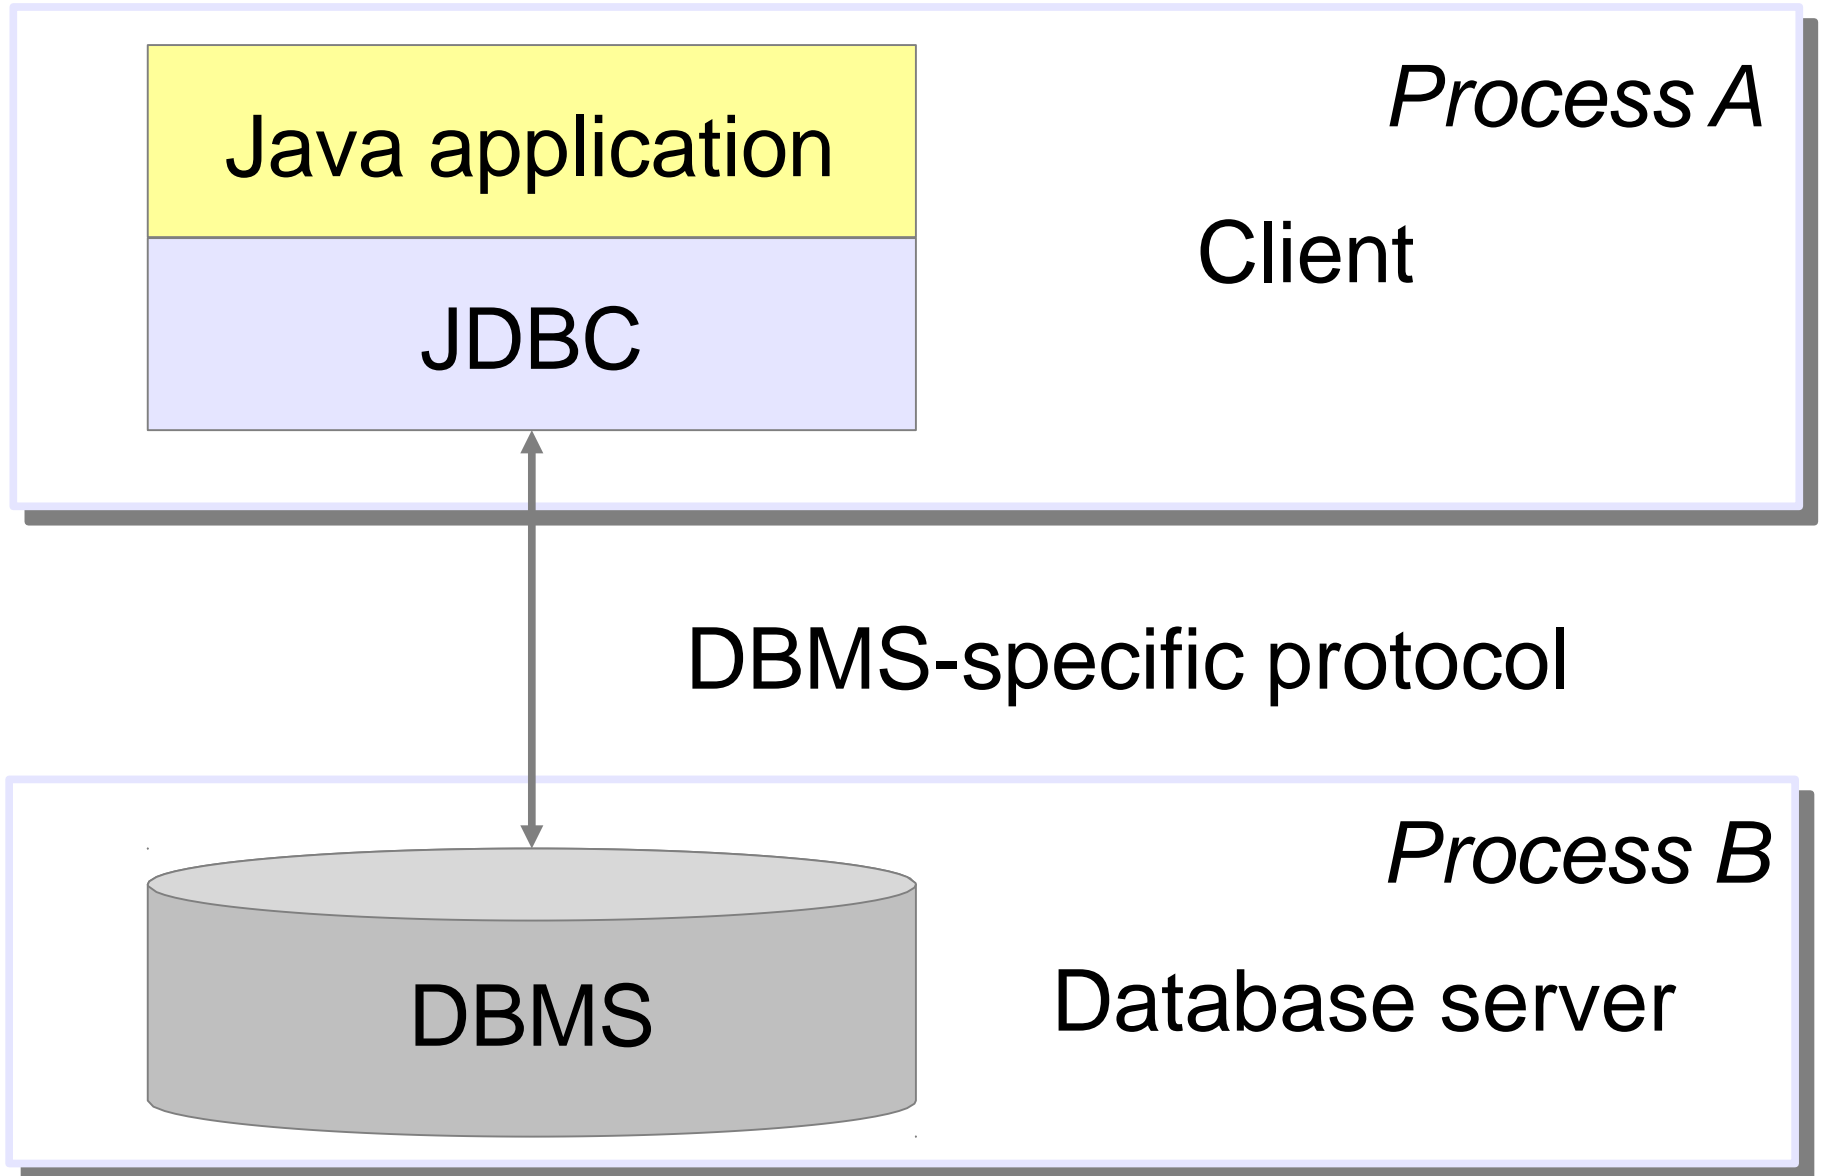 Process A
Java application
Client
JDBC
DBMS-specific protocol
Process B
Database server
DBMS